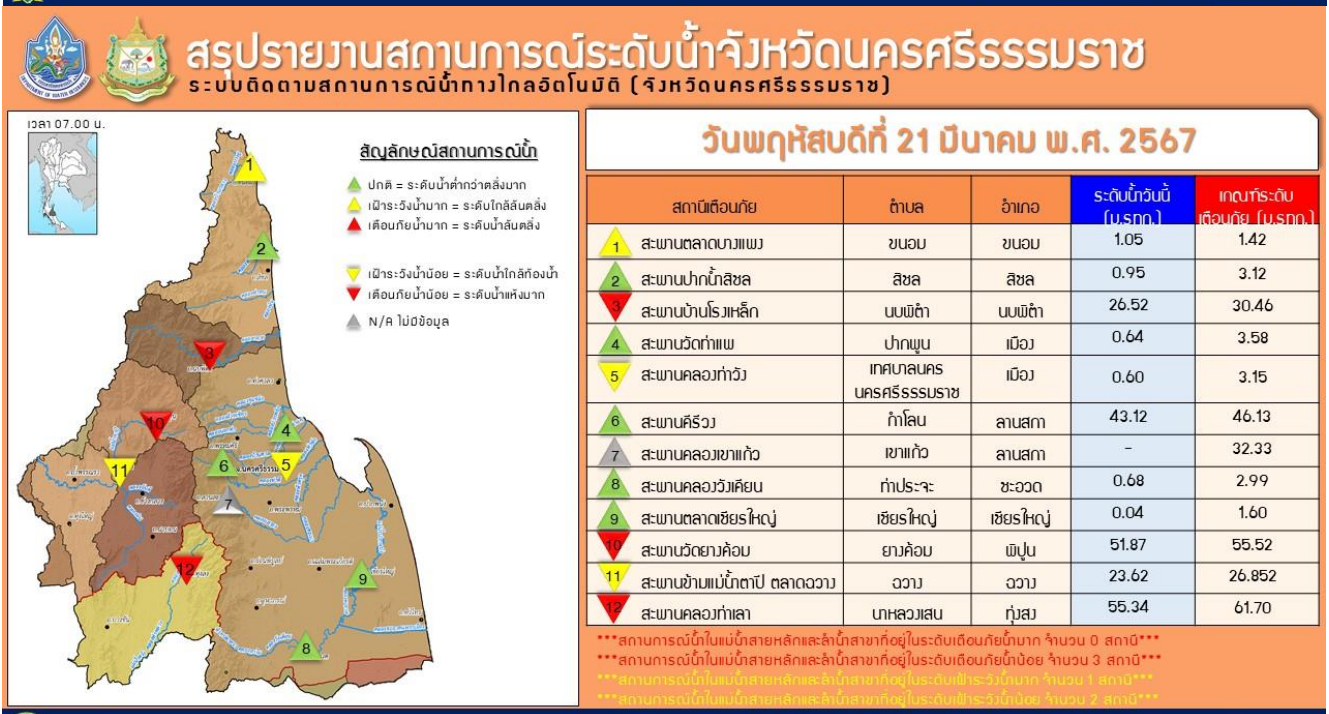 สรุปรายงานสถานการณ์ระดับน้ำจังหวัดนครศรีธรรมราช
ระบบติดตามสถานการณ์น้ำทางไกลอัตโนมัติ (จังหวัดนครศรีธรรมราช)
เวลา 07.00 น.
สัญลักษณ์สถานการณ์น้ำ
ปกติ = ระดับน้ำต่ำกว่าตลิ่งมาก
เฝ้าระวังน้ำมาก = ระดับใกล้ล้นตลิ่ง
เตือนภัยน้ำมาก = ระดับน้ำล้นตลิ่ง
เฝ้าระวังน้ำน้อย = ระดับน้ำใกล้ท้องน้ำ
เตือนภัยน้ำน้อย = ระดับน้ำแห้งมาก
N/A ไม่มีข้อมูล
1
2
3
10
4
11
6
5
7
12
9
8
วันพฤหัสบดีที่ 21 มีนาคม พ.ศ. 2567
สถานีเตือนภัย ตำบล อำเภอ ระดับน้ำวันนี้ (ม.รทก.) เกณฑ์ระดับเตือนภัย (ม.รทก.)
1 สะพานตลาดบางแพง ขนอม ขนอม 1.05 1.42
2 สะพานปากน้ำสิชล สิชล สิชล 0.95 3.12
3 สะพานบ้านโรงเหล็ก นบพิตำ นบพิตำ 26.52 30.46
4 สะพานวัดท่าแพ ปากพูน เมือง 0.64 3.58
5 สะพานคลองท่าวัง เทศบาลนครนครศรีธรรมราช เมือง 0.60 3.15
6 สะพานคีรีวง กำโลน ลานสกา 43.12 46.13
7 สะพานคลองเขาแก้ว เขาแก้ว ลานสกา - 32.33
8 สะพานคลองวังเคียน ท่าประจะ ชะอวด 0.68 2.99
9 สะพานตลาดเชียรใหญ่ เชียรใหญ่ เชียรใหญ่ 0.04 1.60
10 สะพานวัดยางค้อม ยางค้อม พิปูน 51.87 55.52
11 สะพานข้ามแม่น้ำตาปี ตลาดฉวาง ฉวาง ฉวาง 23.62 26.852
12 สะพานคลองท่าเลา นาหลวงเสน ทุ่งสง 55.34 61.70
***สถานการณ์น้ำในแม่น้ำสายหลักและลำน้ำสาขาที่อยู่ในระดับเตือนภัยน้ำมาก จำนวน 0 สถานี***
***สถานการณ์น้ำในแม่น้ำสายหลักและลำน้ำสาขาที่อยู่ในระดับเตือนภัยน้ำน้อย จำนวน 3 สถานี***
***สถานการณ์น้ำในแม่น้ำสายหลักและลำน้ำสาขาที่อยู่ในระดับเฝ้าระวังน้ำมาก จำนวน 1 สถานี***
***สถานการณ์น้ำในแม่น้ำสายหลักและลำน้ำสาขาที่อยู่ในระดับเฝ้าระวังน้ำน้อย จำนวน 2 สถานี***